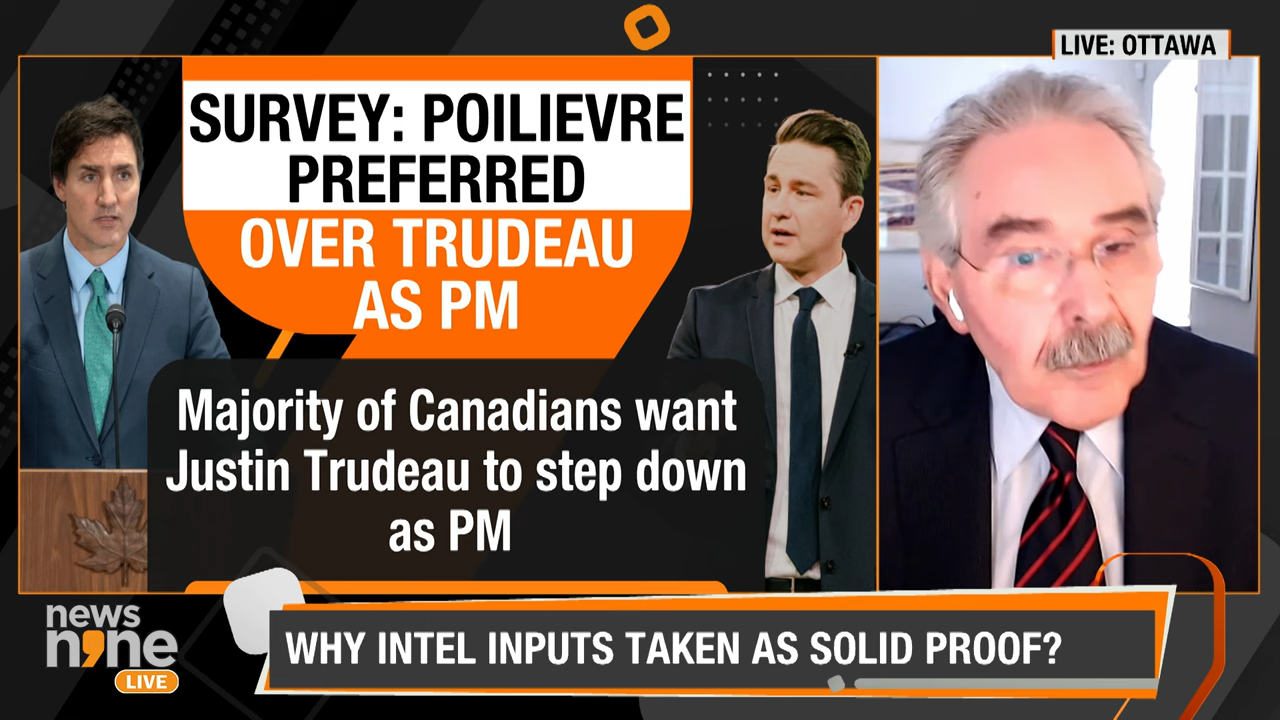 LIVE: OTTAWA
SURVEY: POILIEVRE
PREFERRED
OVER TRUDEAU
AS PM
Majority of Canadians want
Justin Trudeau to step down
as PM
news
n9ne
LIVE
WHY INTEL INPUTS TAKEN AS SOLID PROOF?